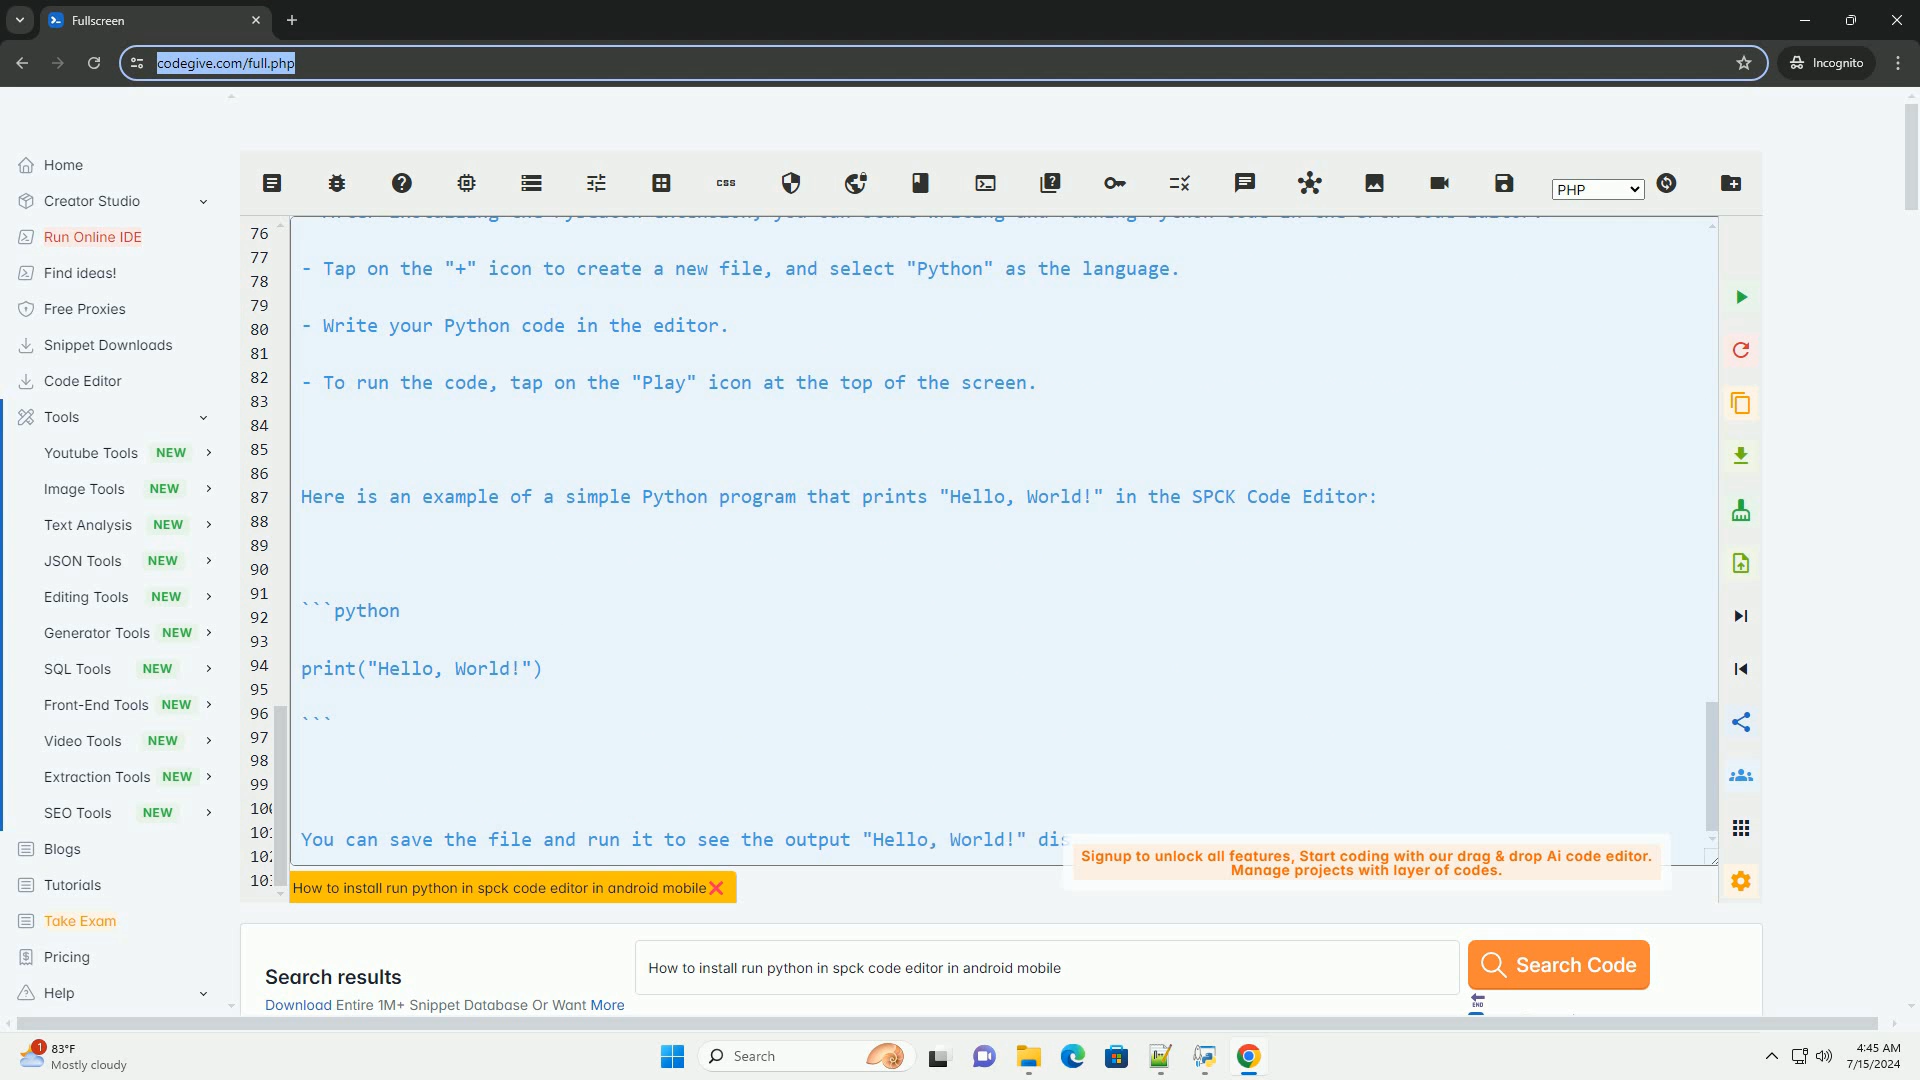 Fullscreen
codegive.com/full.php
Incognito
Home
Creator Studio
Run Online IDE
Find ideas!
Free Proxies
Snippet Downloads
Code Editor
Tools
Youtube Tools NEW
Image Tools NEW
Text Analysis NEW
JSON Tools NEW
Editing Tools NEW
Generator Tools NEW
SQL Tools NEW
Front-End Tools NEW
Video Tools NEW
Extraction Tools NEW
SEO Tools NEW
Blogs
Tutorials
Take Exam
Pricing
Help
css
PHP
76
77
- Tap on the "+" icon to create a new file, and select "Python" as the language.
78
79
80
- Write your Python code in the editor.
81
82
- To run the code, tap on the "Play" icon at the top of the screen.
83
84
85
86
87
Here is an example of a simple Python program that prints "Hello, World!" in the SPCK Code Editor:
88
89
90
91
92
```python
93
94
print("Hello, World!")
95
96
```
97
98
99
You can save the file and run it to see the output "Hello, World!"
Signup to unlock all features, Start coding with our drag & drop Ai code editor.
Manage projects with layer of codes.
How to install run python in spck code editor in android mobile
Search results
How to install run python in spck code editor in android mobile
Search Code
Download Entire 1M+ Snippet Database Or Want More
END
1
83°F
Mostly cloudy
Search
4:45 AM
7/15/2024